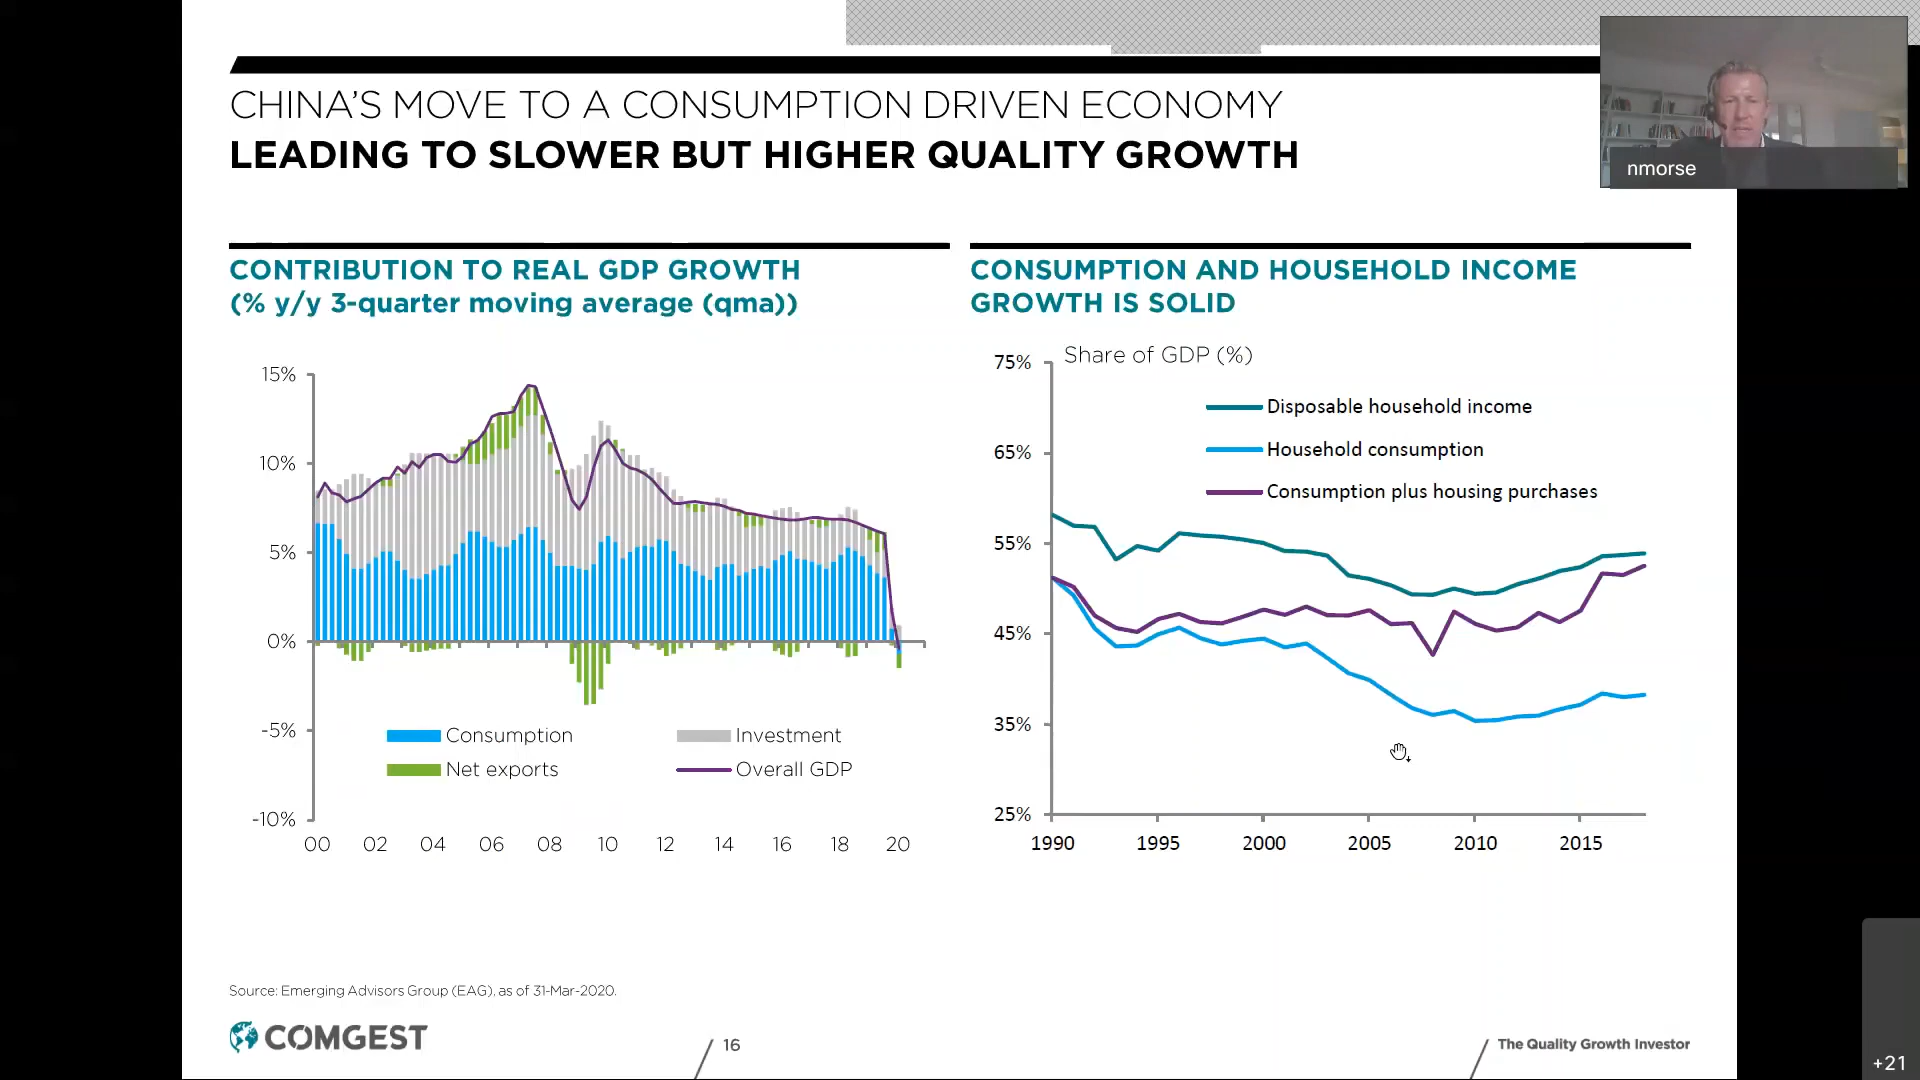 CHINA'S MOVE TO A CONSUMPTION DRIVEN ECONOMY
LEADING TO SLOWER BUT HIGHER QUALITY GROWTH
nmorse
CONTRIBUTION TO REAL GDP GROWTH
(% y/y 3-quarter moving average (qma))
15%
10%
5%
0%
-5%
-10%
Consumption
Investment
Net exports
Overall GDP
00 02 04 06 08 10 12 14 16 18 20
CONSUMPTION AND HOUSEHOLD INCOME
GROWTH IS SOLID
Share of GDP (%)
75%
65%
55%
45%
35%
25%
Disposable household income
Household consumption
Consumption plus housing purchases
1990 1995 2000 2005 2010 2015
Source: Emerging Advisors Group (EAG). as of 31-Mar-2020.
COMGEST
16
The Quality Growth Investor
+21